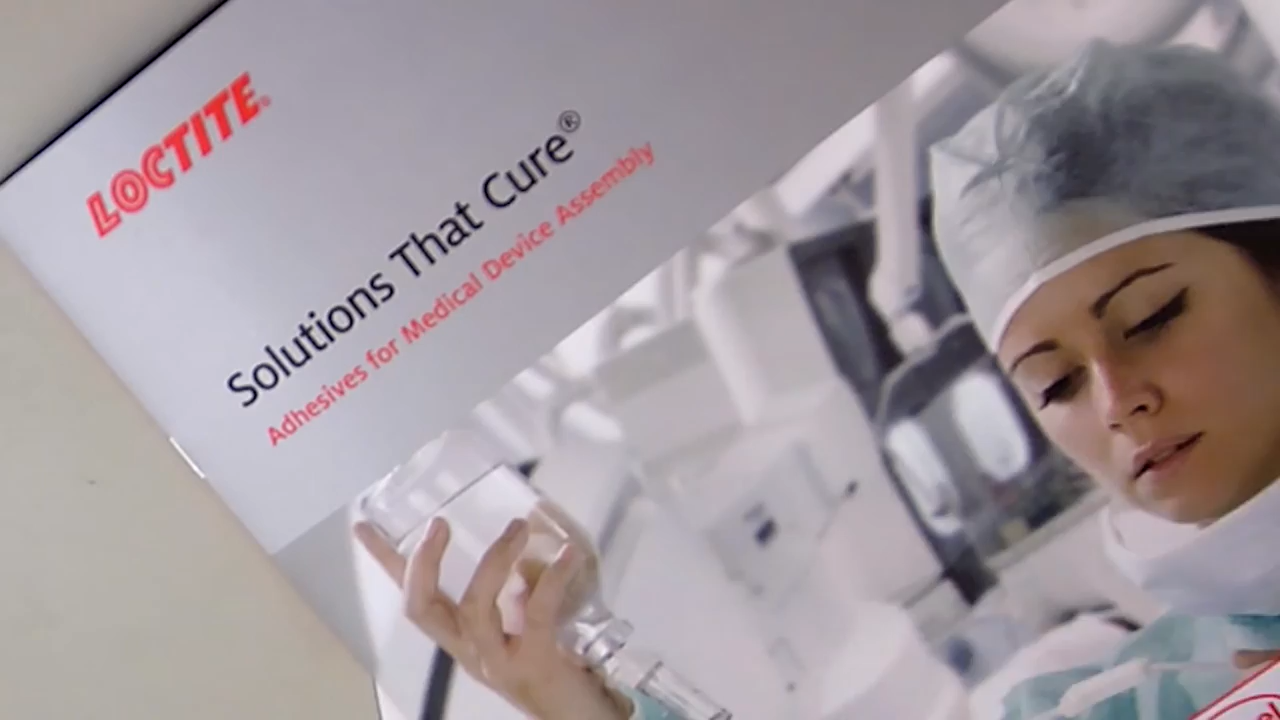 LOCTITE®
Solutions That Cure®
Adhesives for Medical Device Assembly